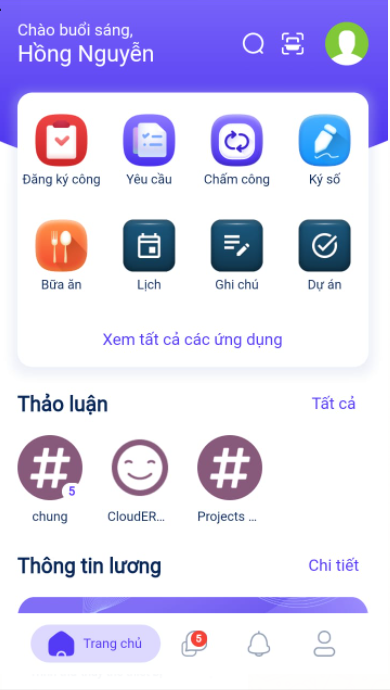 Chào buổi sáng,
Hồng Nguyễn
Đăng ký công
Yêu cầu
Chấm công
Ký số
Bữa ăn
Lịch
Ghi chú
Dự án
Xem tất cả các ứng dụng
Thảo luận
Tất cả
5
chung
CloudER...
Projects ...
Thông tin lương
Chi tiết
Trang chủ
5